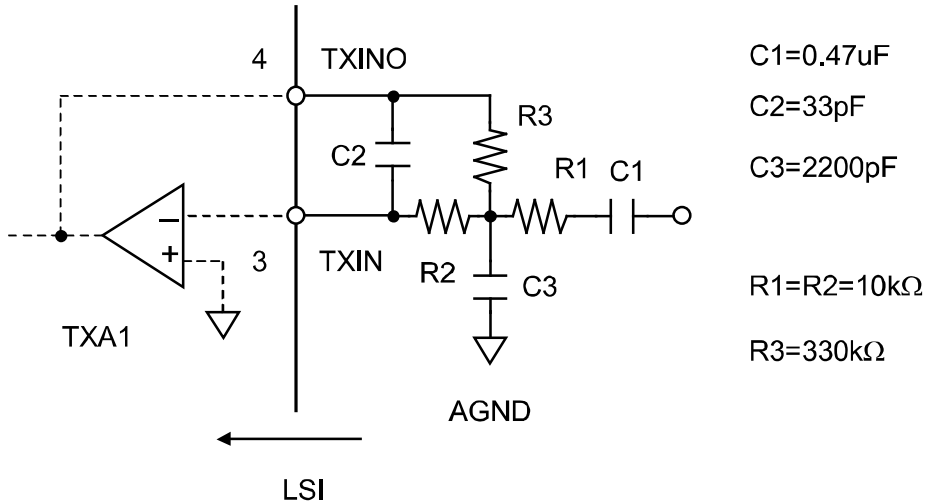 4 TXINO
C1=0.47uF
C2=33pF
R3
C2
R1 C1
C3=2200pF
−
+
3 TXIN
R2
C3
R1=R2=10kΩ
TXA1
R3=330kΩ
AGND
LSI